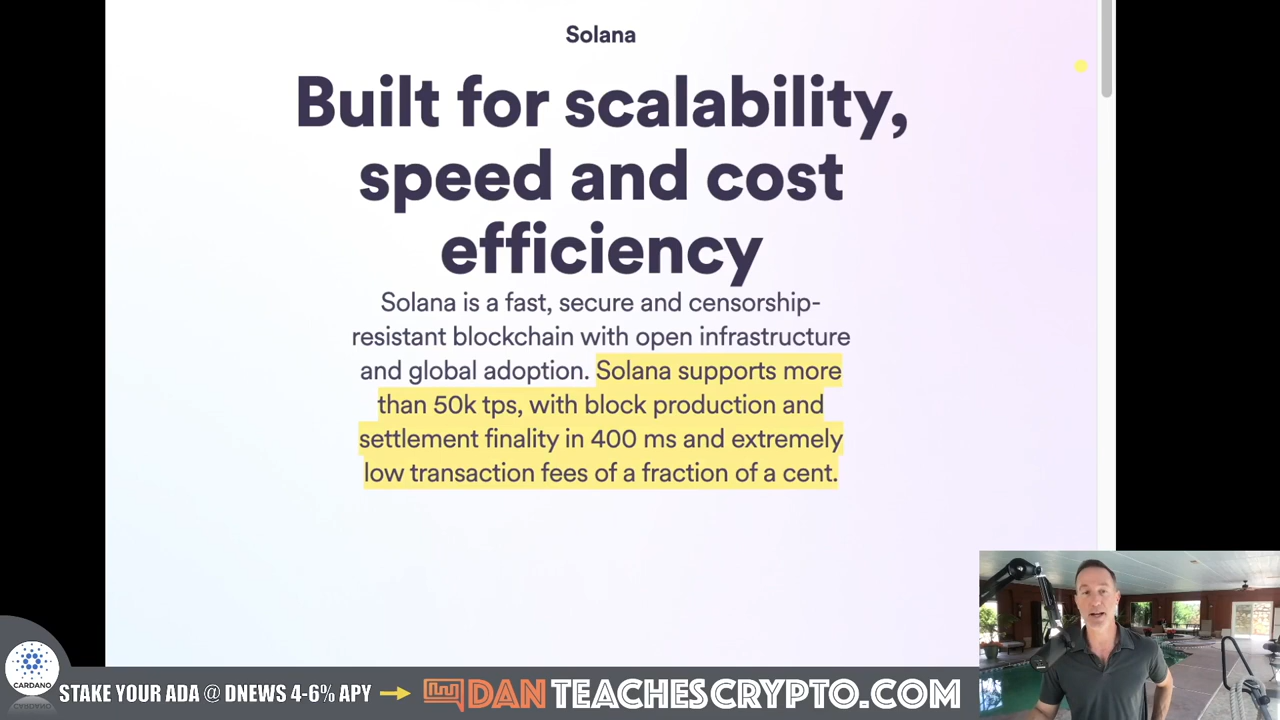 Solana
Built for scalability,
speed and cost
efficiency
Solana is a fast, secure and censorship-
resistant blockchain with open infrastructure
and global adoption. Solana supports more
than 50k tps, with block production and
settlement finality in 400 ms and extremely
low transaction fees of a fraction of a cent.
CARDANO
STAKE YOUR ADA @ DNEWS 4-6% APY
DANTEACHESCRYPTO.COM